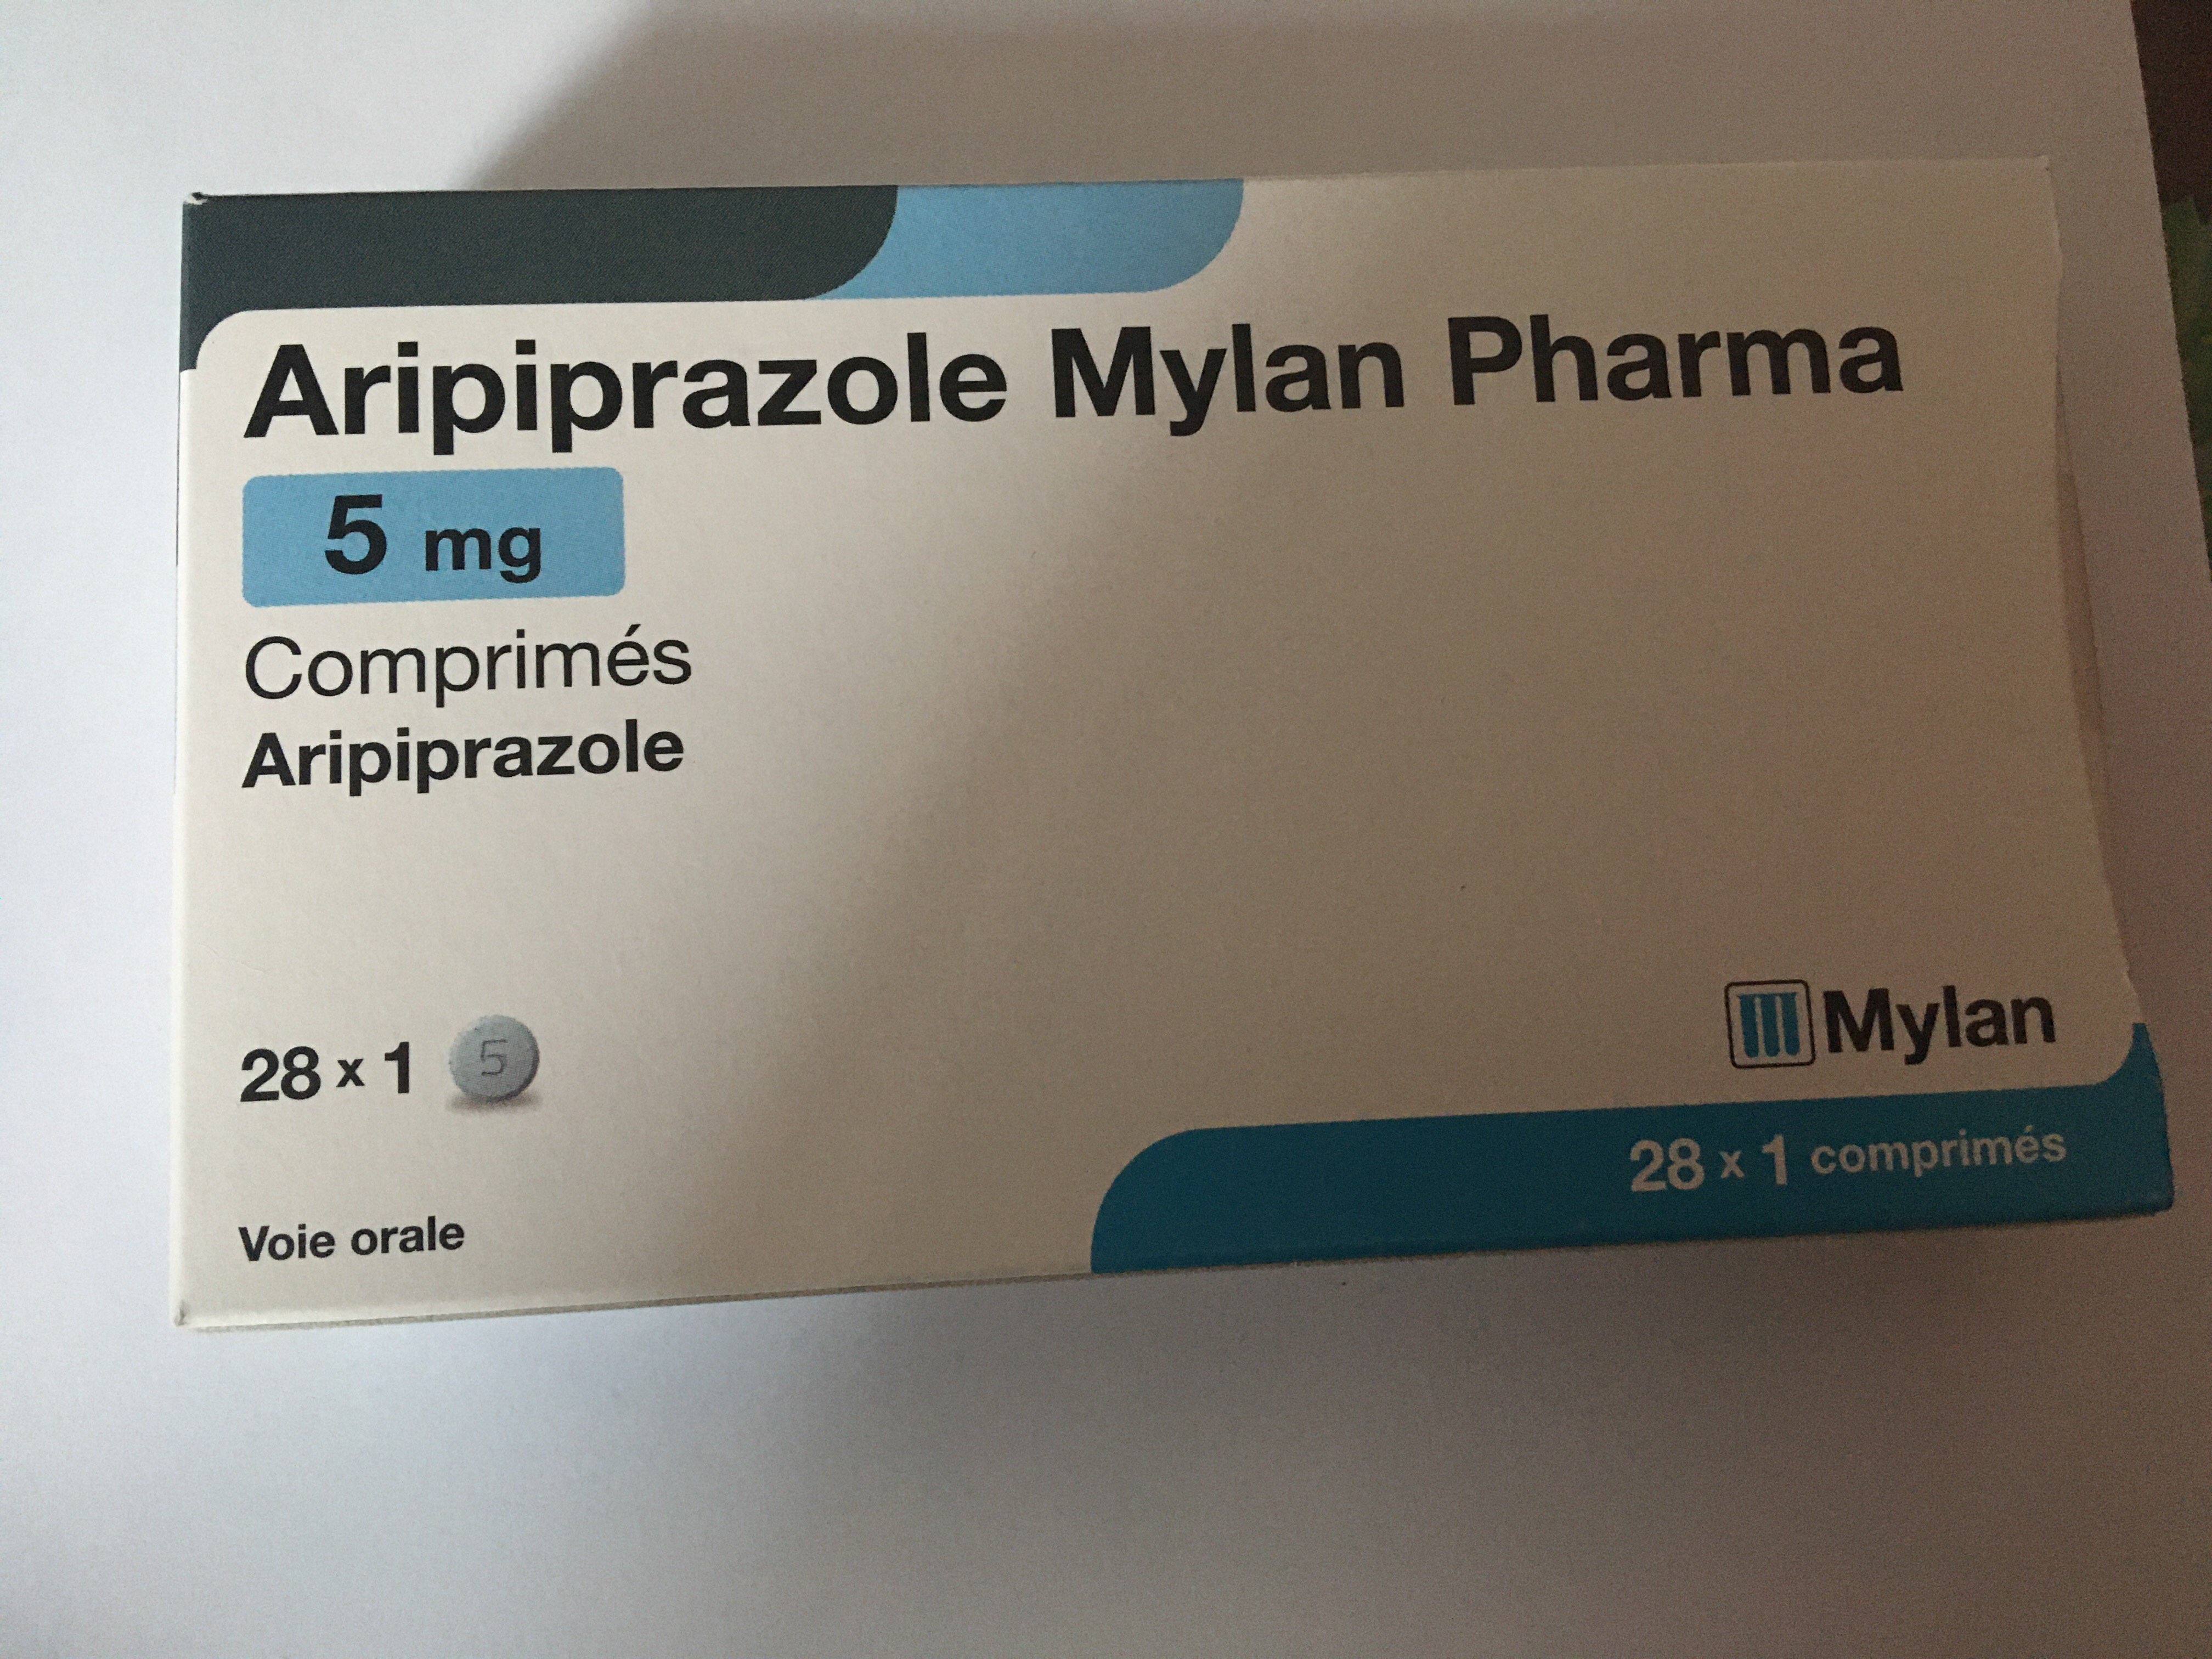 Aripiprazole Mylan Pharma
5 mg
Comprimés
Aripiprazole
28 x 1 5
Mylan
28 x 1 comprimés
Voie orale